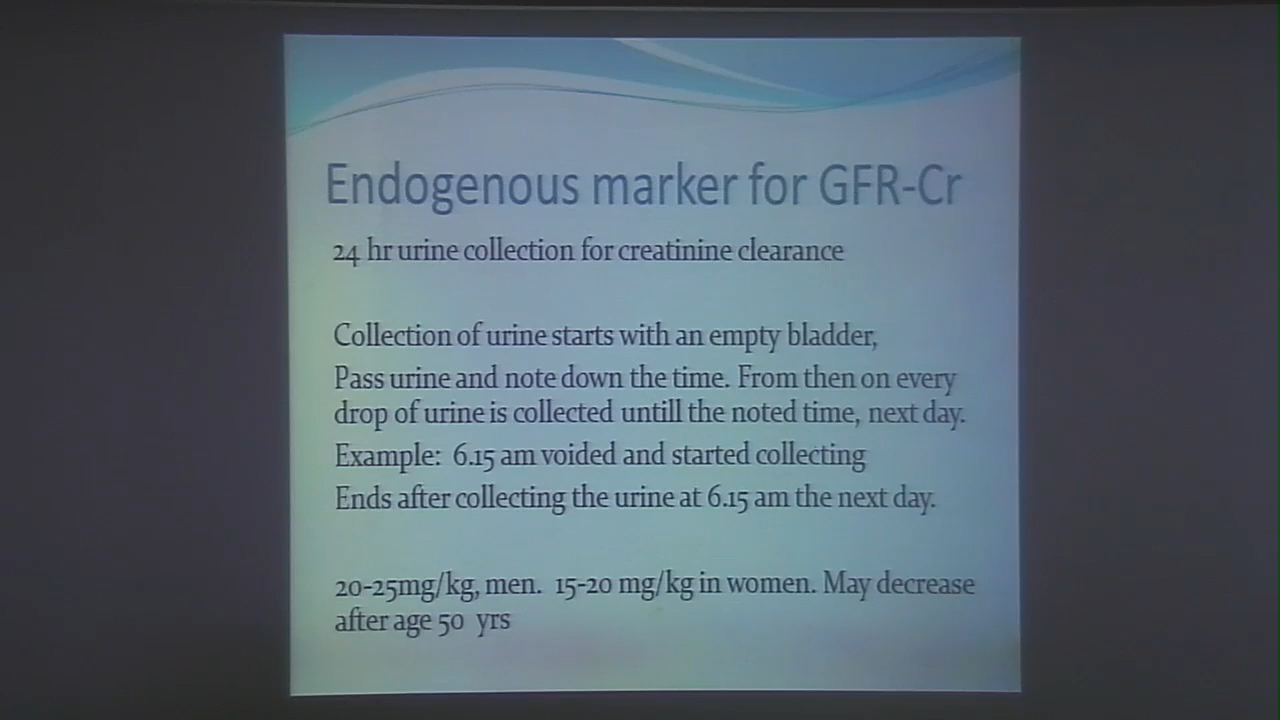 Endogenous marker for GFR-Cr
24 hr urine collection for creatinine clearance
Collection of urine starts with an empty bladder,
Pass urine and note down the time. From then on every
drop of urine is collected untill the noted time, next day.
Example: 6.15 am voided and started collecting
Ends after collecting the urine at 6.15 am the next day.
20-25mg/kg, men. 15-20 mg/kg in women. May decrease
after age 50 yrs